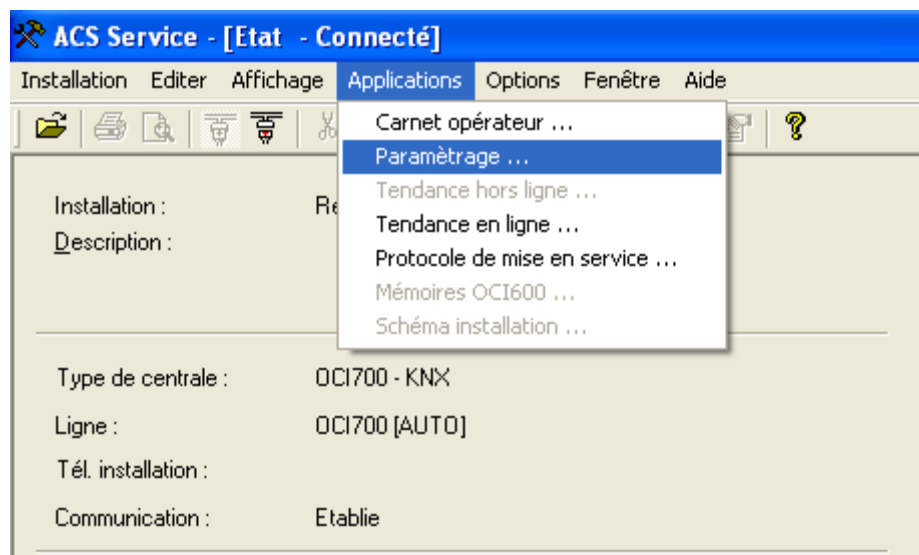 ACS Service - [Etat - Connecté]
Installation Editer Affichage Applications Options Fenêtre Aide
Carnet opérateur ...
Paramètrage ...
Tendance hors ligne ...
Tendance en ligne ...
Protocole de mise en service ...
Mémoires OCI600 ...
Schéma installation ...
Installation :
Description :
Type de centrale : OCI700 - KNX
Ligne : OCI700 [AUTO]
Tél. installation :
Communication : Etablie